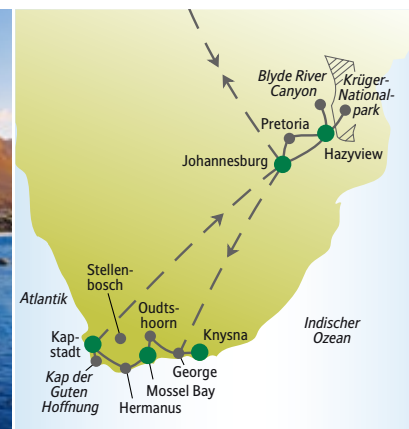 Blyde River
Canyon
Krüger-
National-
park
Pretoria
Johannesburg
Hazyview
Stellen-
bosch
Atlantik
Oudts-
hoorn
Kap-
stadt
Knysna
Indischer
Ozean
George
Kap der
Guten
Hoffnung
Mossel Bay
Hermanus